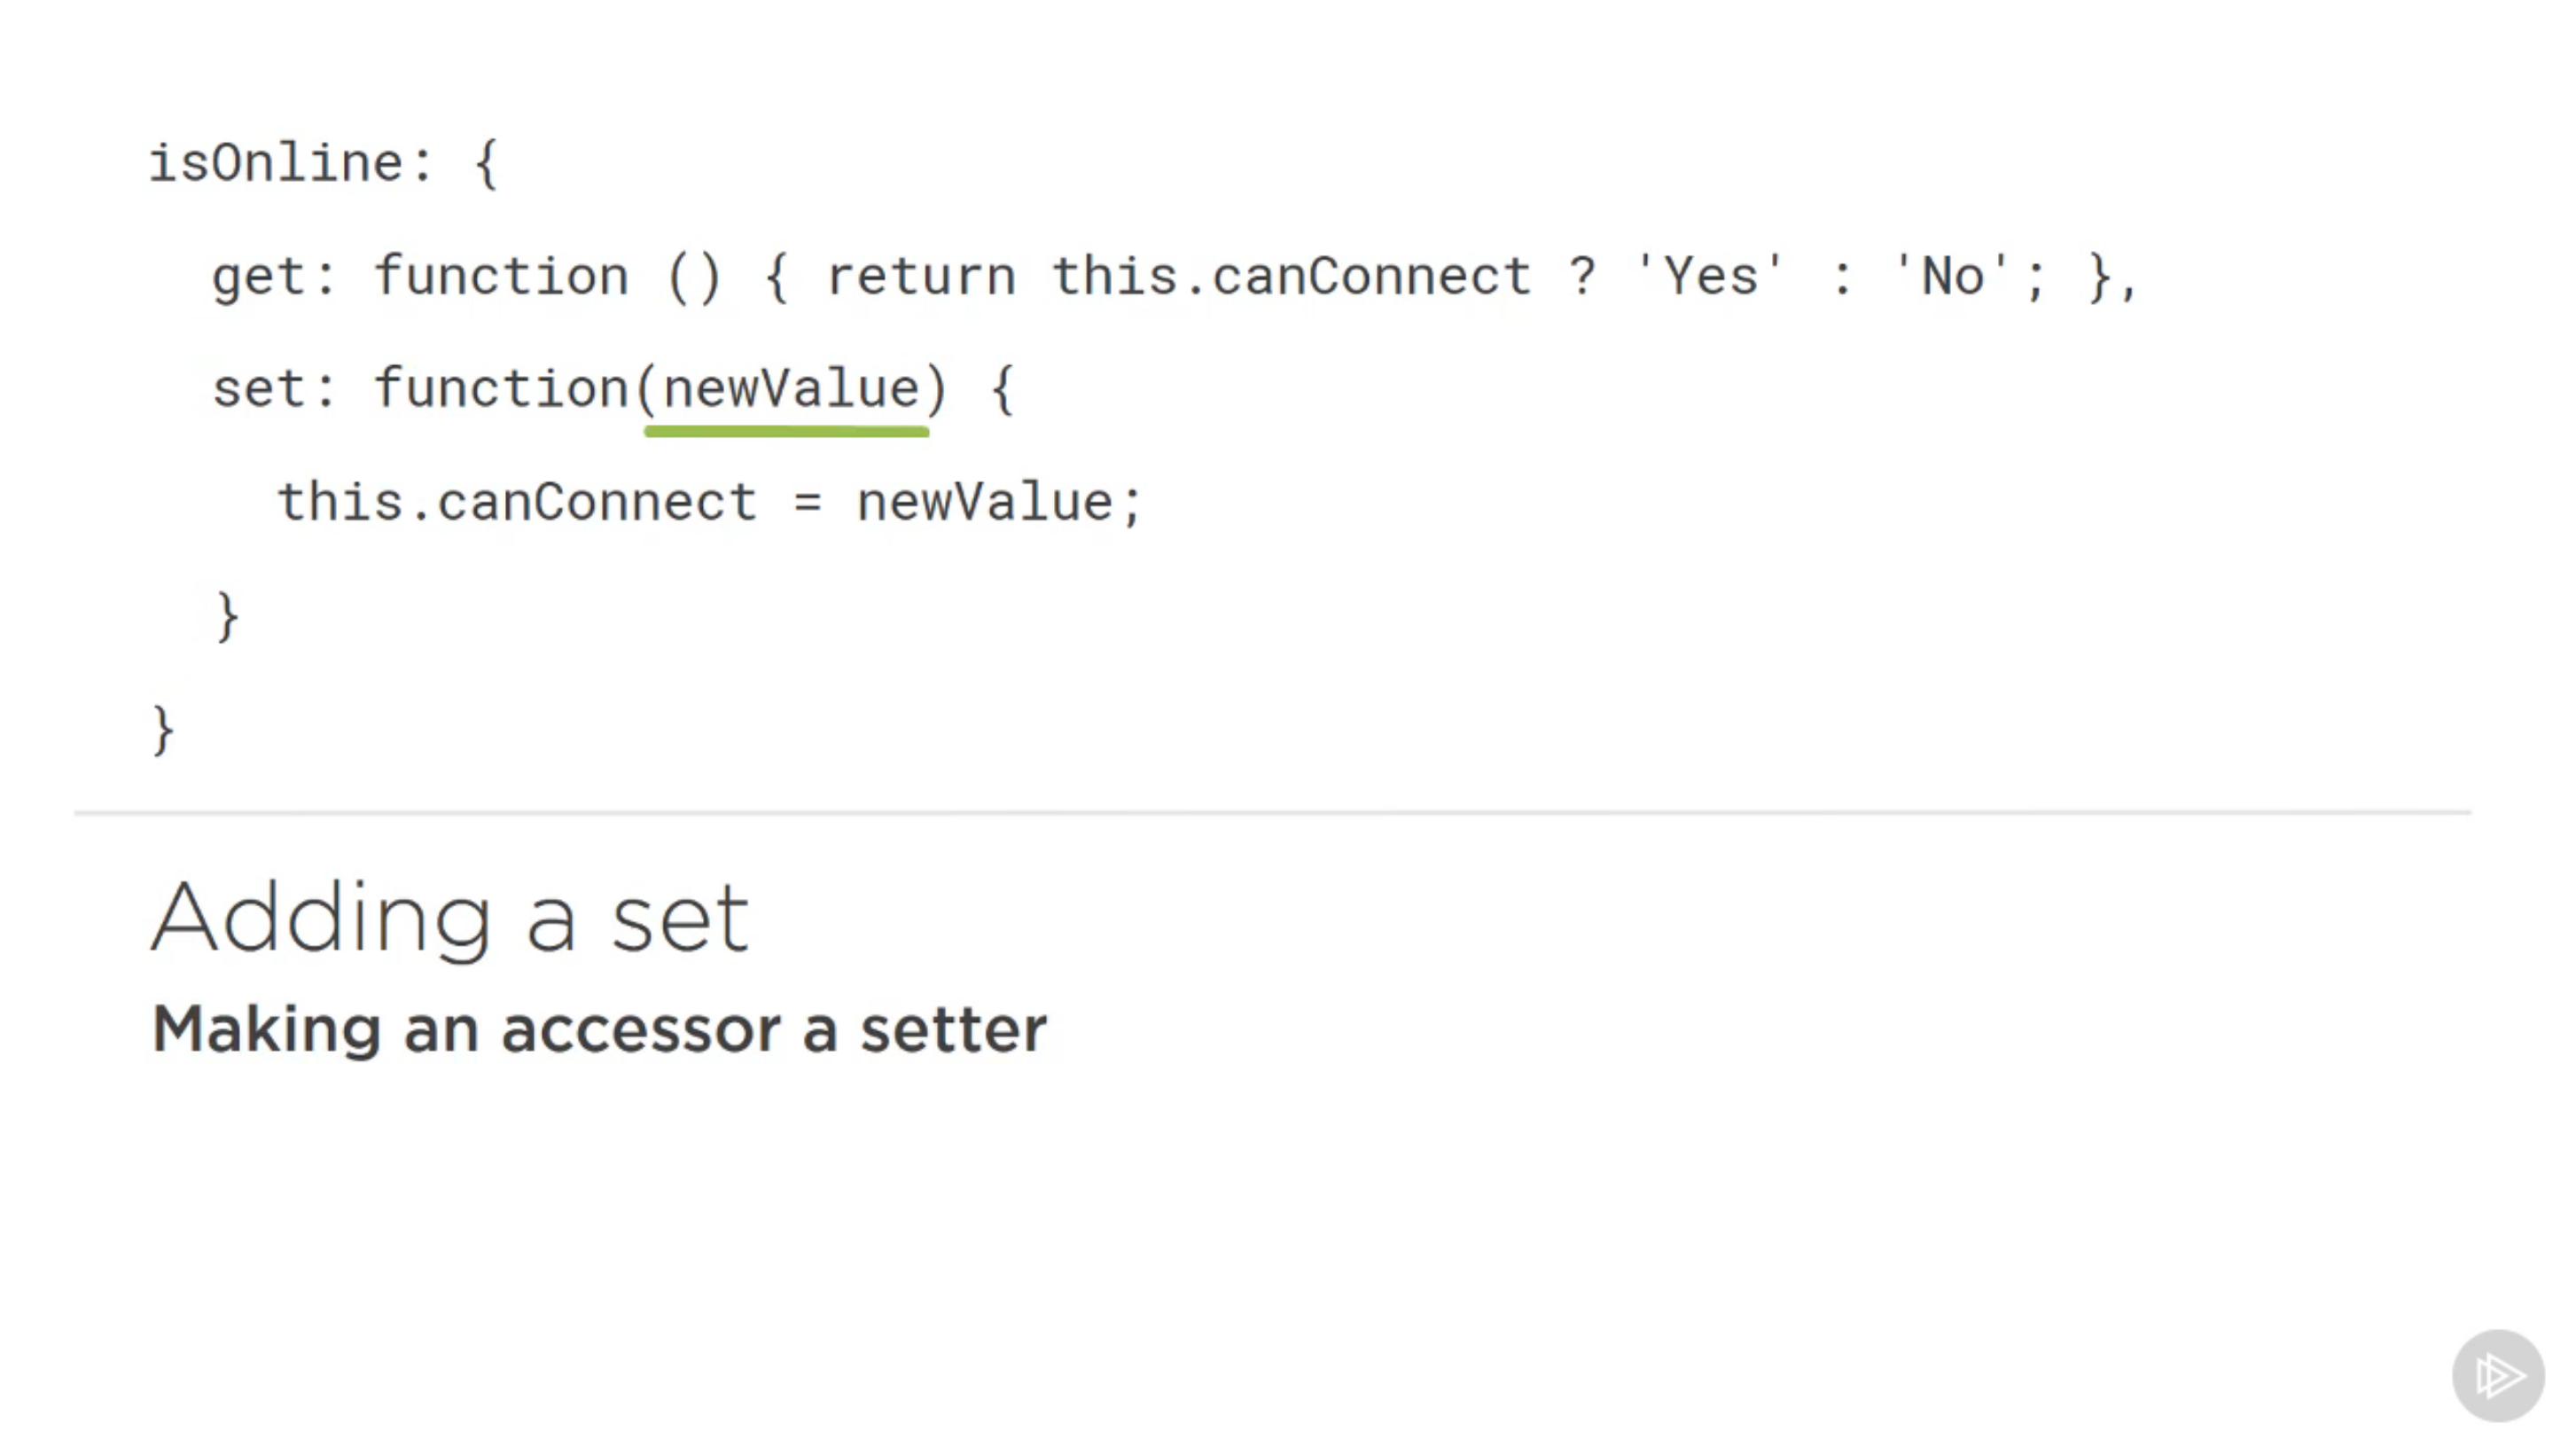 isOnline: {
get: function () { return this.canConnect ? 'Yes' : 'No'; },
set: function(newValue) {
this.canConnect = newValue;
}
}
Adding a set
Making an accessor a setter